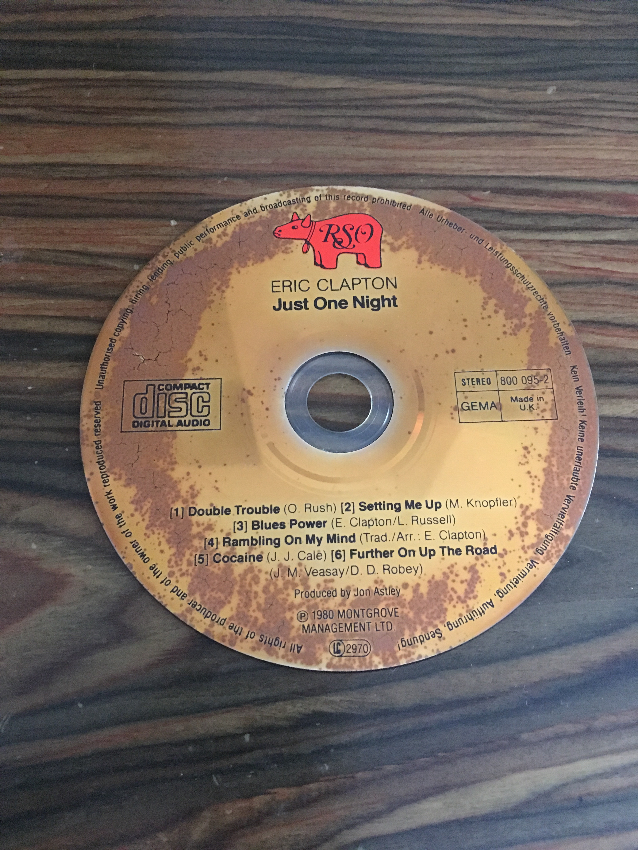 Unauthorised copying, hiring, lending, public performance and broadcasting of this record prohibited. Alle Urheber- und Leistungsschutzrechte vorbehalten. Kein Verleih! Keine unerlaubte Vervielfältigung, Vermietung, Aufführung, Sendung!
RSO
ERIC CLAPTON
Just One Night
COMPACT
disc
DIGITAL AUDIO
STEREO 800 095-2
GEMA Made in U.K.
[1] Double Trouble (O. Rush) [2] Setting Me Up (M. Knopfler)
[3] Blues Power (E. Clapton/L. Russell)
[4] Rambling On My Mind (Trad./Arr.: E. Clapton)
[5] Cocaine (J. J. Cale) [6] Further On Up The Road
(J. M. Veasay/D. D. Robey)
Produced by Jon Astley
Ⓟ 1980 MONTGROVE
MANAGEMENT LTD
LC 2970
All rights of the producer and of the owner of the work reproduced reserved